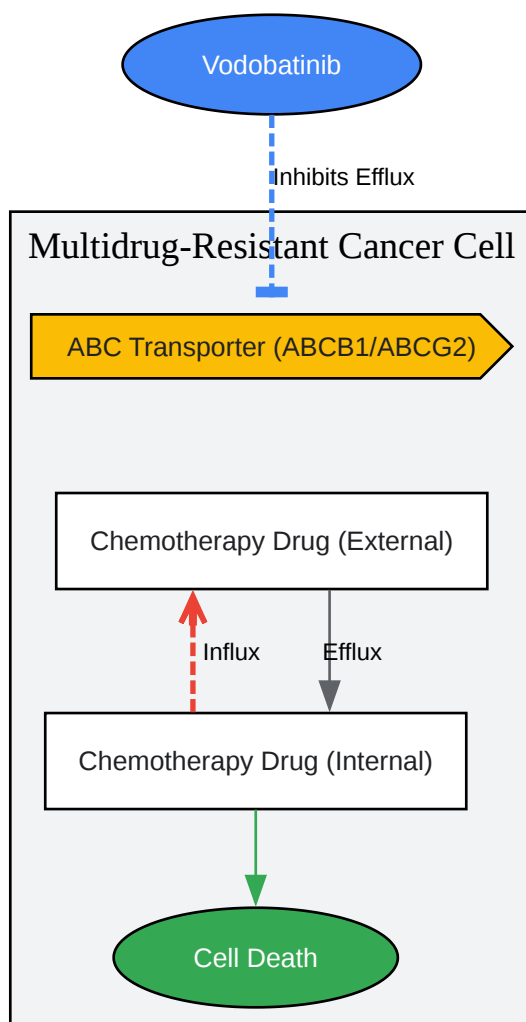 Vodobatinib
Inhibits Efflux
Multidrug-Resistant Cancer Cell
ABC Transporter (ABCB1/ABCG2)
Chemotherapy Drug (External)
Influx
Efflux
Chemotherapy Drug (Internal)
Cell Death